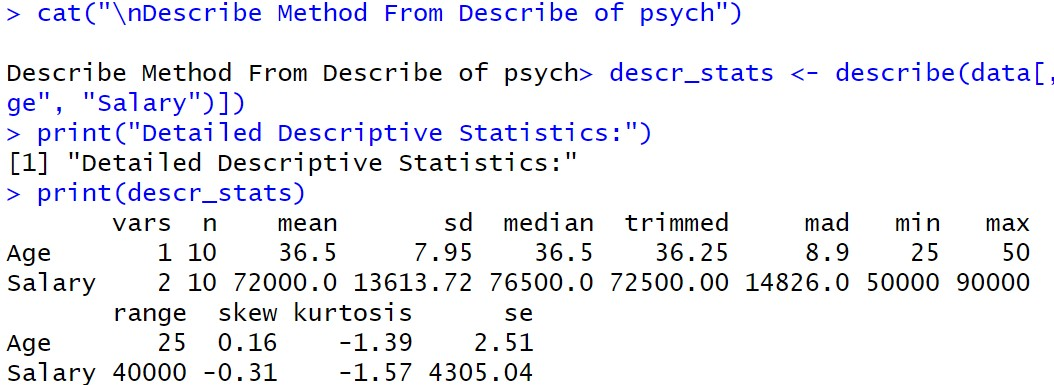 > cat("\nDescribe Method From Describe of psych")
Describe Method From Describe of psych> descr_stats <- describe(data[,
ge", "Salary")])
> print("Detailed Descriptive Statistics:")
[1] "Detailed Descriptive Statistics:"
> print(descr_stats)
       vars  n    mean       sd  median  trimmed     mad   min   max
Age       1 10    36.5     7.95    36.5    36.25     8.9    25    50
Salary    2 10 72000.0 13613.72 76500.0 72500.00 14826.0 50000 90000
       range  skew kurtosis      se
Age       25  0.16    -1.39    2.51
Salary 40000 -0.31    -1.57 4305.04